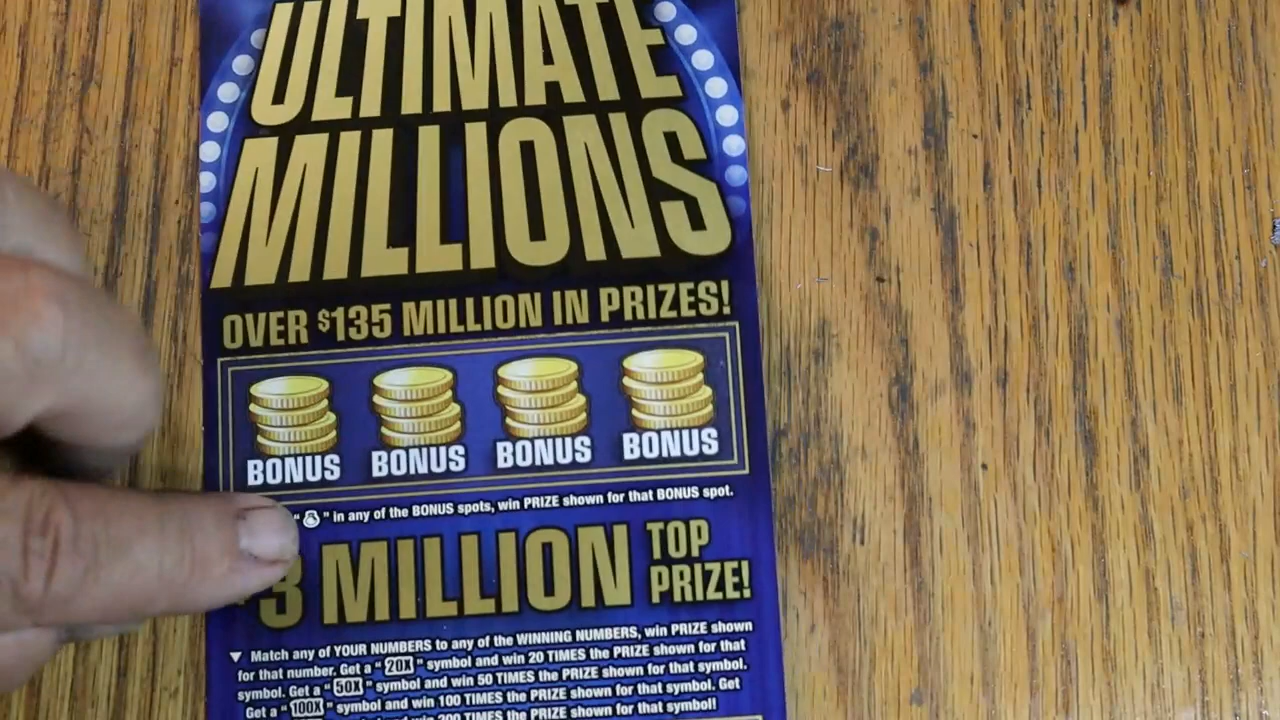 ULTIMATE
MILLIONS
OVER $135 MILLION IN PRIZES!
BONUS BONUS BONUS BONUS
" " in any of the BONUS spots, win PRIZE shown for that BONUS spot.
3 MILLION TOP PRIZE!
▼ Match any of YOUR NUMBERS to any of the WINNING NUMBERS, win PRIZE shown
for that number. Get a "20X" symbol and win 20 TIMES the PRIZE shown for that
symbol. Get a "50X" symbol and win 50 TIMES the PRIZE shown for that symbol.
Get a "100X" symbol and win 100 TIMES the PRIZE shown for that symbol. Get
and win 200 TIMES the PRIZE shown for that symbol!